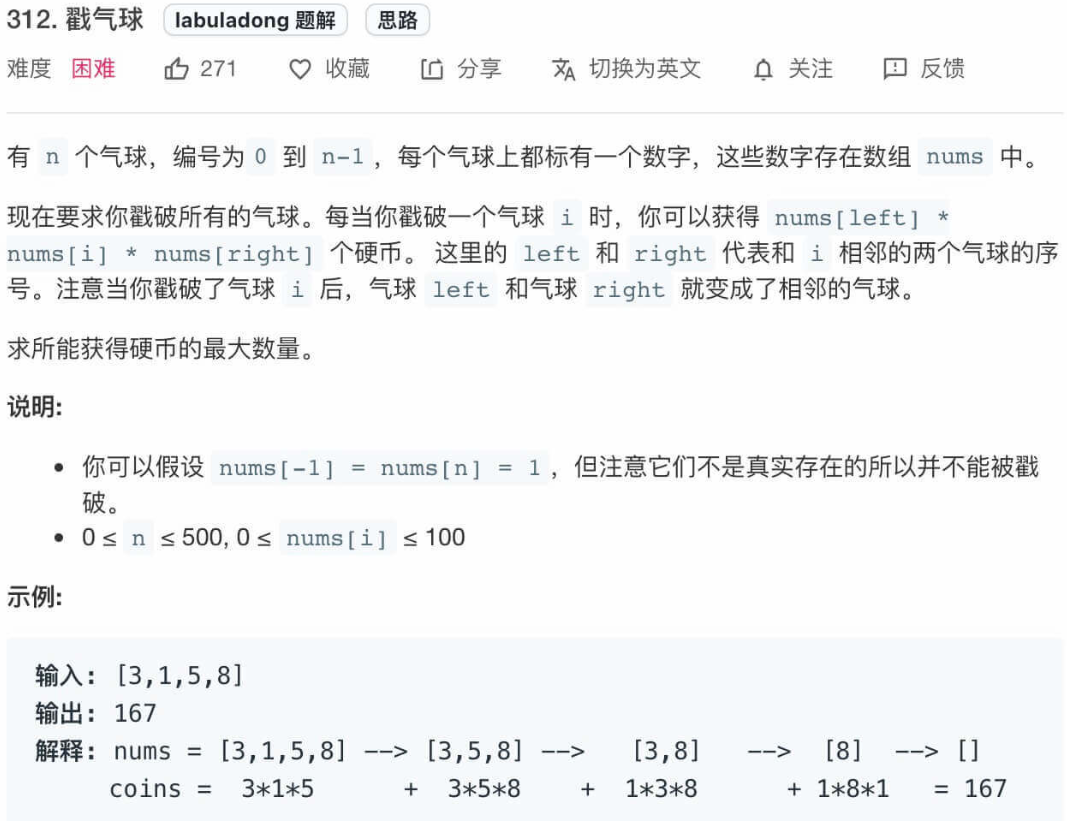 312. 戳气球 labuladong 题解 思路
难度 困难 271 收藏 分享 切换为英文 关注 反馈
有 n 个气球，编号为 0 到 n-1，每个气球上都标有一个数字，这些数字存在数组 nums 中。
现在要求你戳破所有的气球。每当你戳破一个气球 i 时，你可以获得 nums[left] *
nums[i] * nums[right] 个硬币。 这里的 left 和 right 代表和 i 相邻的两个气球的序
号。注意当你戳破了气球 i 后，气球 left 和气球 right 就变成了相邻的气球。
求所能获得硬币的最大数量。
说明:
• 你可以假设 nums[-1] = nums[n] = 1，但注意它们不是真实存在的所以并不能被戳
破。
• 0 ≤ n ≤ 500, 0 ≤ nums[i] ≤ 100
示例:
输入: [3,1,5,8]
输出: 167
解释: nums = [3,1,5,8] --> [3,5,8] --> [3,8] --> [8] --> []
coins = 3*1*5 + 3*5*8 + 1*3*8 + 1*8*1 = 167